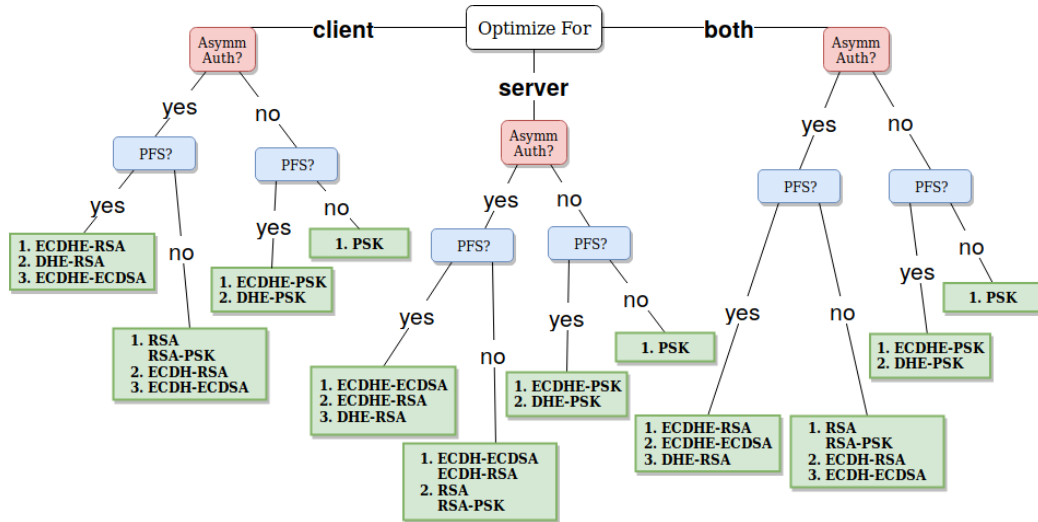 Optimize For
client
server
both
Asymm
Auth?
yes
no
PFS?
PFS?
yes
no
yes
no
1. ECDHE-RSA
2. DHE-RSA
3. ECDHE-ECDSA
1. RSA
RSA-PSK
2. ECDH-RSA
3. ECDH-ECDSA
1. ECDHE-PSK
2. DHE-PSK
1. PSK
Asymm
Auth?
yes
no
PFS?
PFS?
yes
no
yes
no
1. ECDHE-ECDSA
2. ECDHE-RSA
3. DHE-RSA
1. ECDH-ECDSA
ECDH-RSA
2. RSA
RSA-PSK
1. ECDHE-PSK
2. DHE-PSK
1. PSK
Asymm
Auth?
yes
no
PFS?
PFS?
yes
no
yes
no
1. ECDHE-RSA
2. ECDHE-ECDSA
3. DHE-RSA
1. RSA
RSA-PSK
2. ECDH-RSA
3. ECDH-ECDSA
1. ECDHE-PSK
2. DHE-PSK
1. PSK